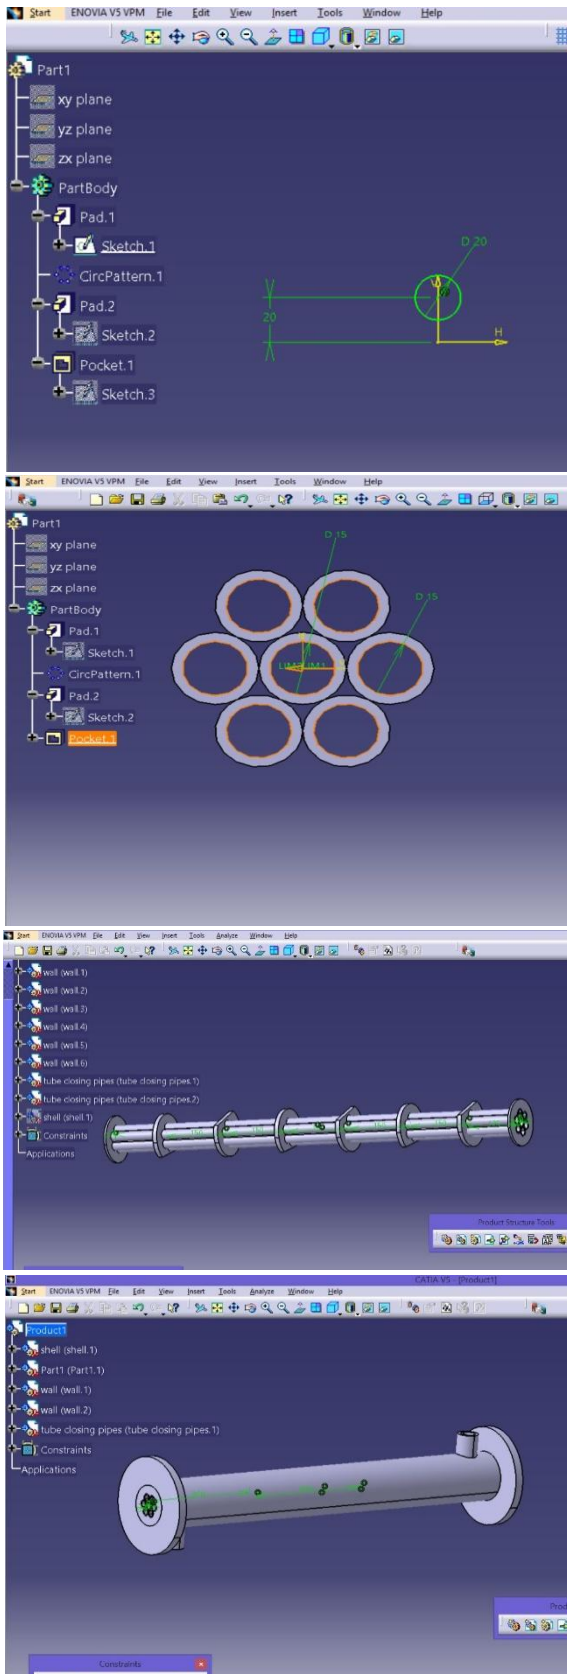 Start ENOVIA V5 VPM File Edit View Insert Tools Window Help
Part1
xy plane
yz plane
zx plane
PartBody
Pad.1
Sketch.1
CircPattern.1
Pad.2
Sketch.2
Pocket.1
Sketch.3
D 20
20
V
H
Start ENOVIA V5 VPM File Edit View Insert Tools Window Help
Part1
xy plane
yz plane
zx plane
PartBody
Pad.1
Sketch.1
CircPattern.1
Pad.2
Sketch.2
Pocket.1
D 15
D 15
Start ENOVIA V5 VPM File Edit View Insert Tools Analyze Window Help
wall (wall.1)
wall (wall.2)
wall (wall.3)
wall (wall.4)
wall (wall.5)
wall (wall.6)
tube closing pipes (tube closing pipes.1)
tube closing pipes (tube closing pipes.2)
shell (shell.1)
Constraints
Applications
Product Structure Tools
CATIA V5 - [Product1]
Start ENOVIA V5 VPM File Edit View Insert Tools Analyze Window Help
Product1
shell (shell.1)
Part1 (Part1.1)
wall (wall.1)
wall (wall.2)
tube closing pipes (tube closing pipes.1)
Constraints
Applications
Prod
Constraints